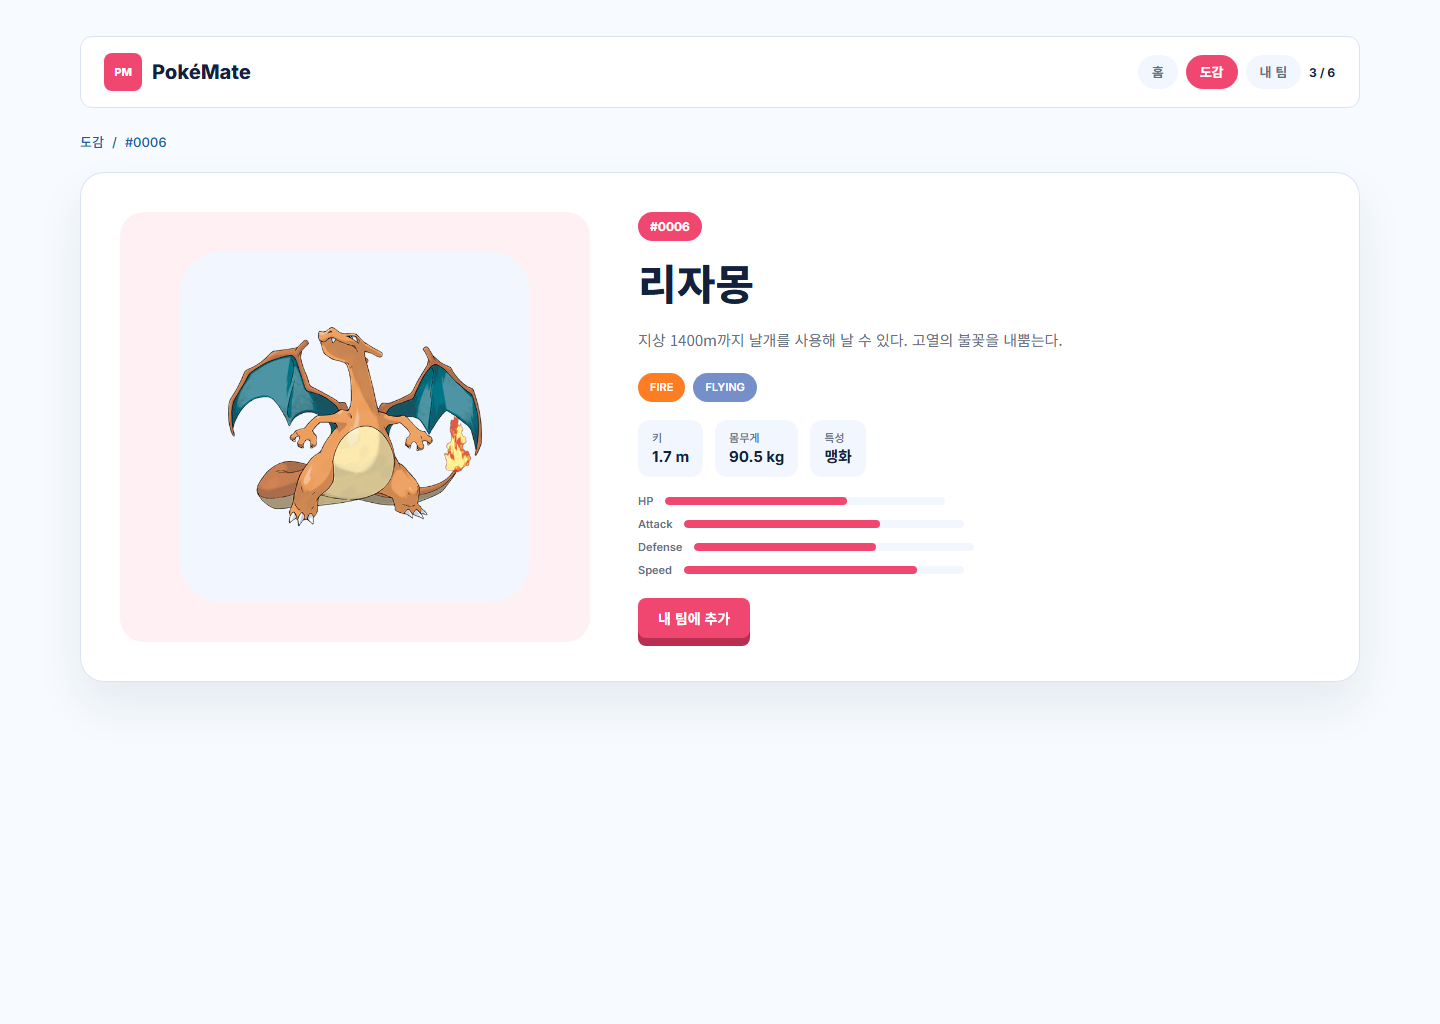 PM PokéMate 홈 도감 내 팀 3 / 6
도감 / #0006
#0006
리자몽
지상 1400m까지 날개를 사용해 날 수 있다. 고열의 불꽃을 내뿜는다.
FIRE FLYING
키 몸무게 특성
1.7 m 90.5 kg 맹화
HP
Attack
Defense
Speed
내 팀에 추가